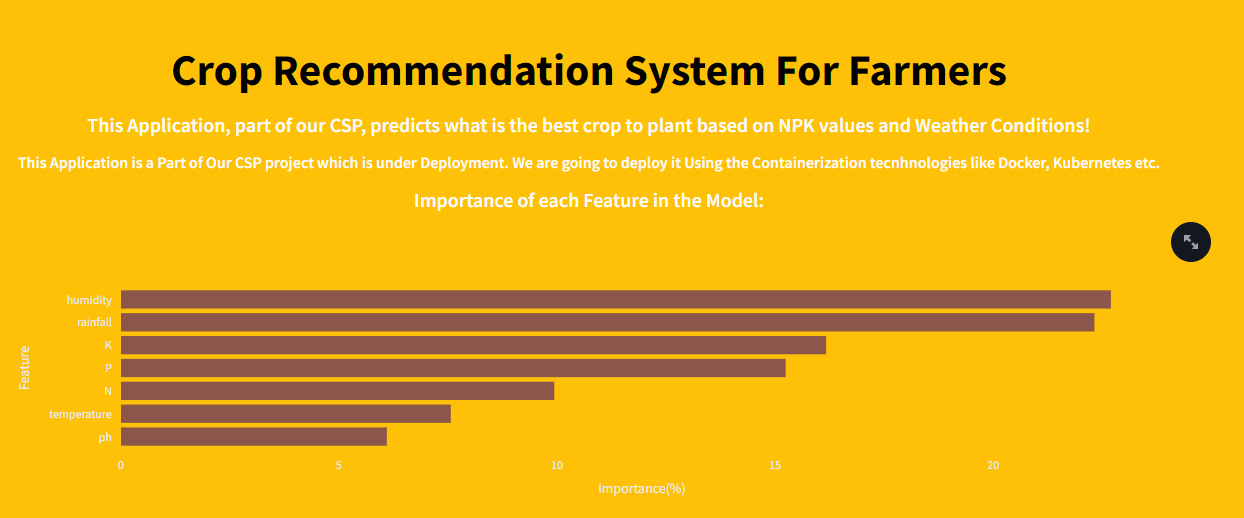 Crop Recommendation System For Farmers
This Application, part of our CSP, predicts what is the best crop to plant based on NPK values and Weather Conditions!
This Application is a Part of Our CSP project which is under Deployment. We are going to deploy it Using the Containerization tecnhnologies like Docker, Kubernetes etc.
Importance of each Feature in the Model:
humidity
rainfall
K
P
N
temperature
ph
Feature
0 5 10 15 20
Importance(%)